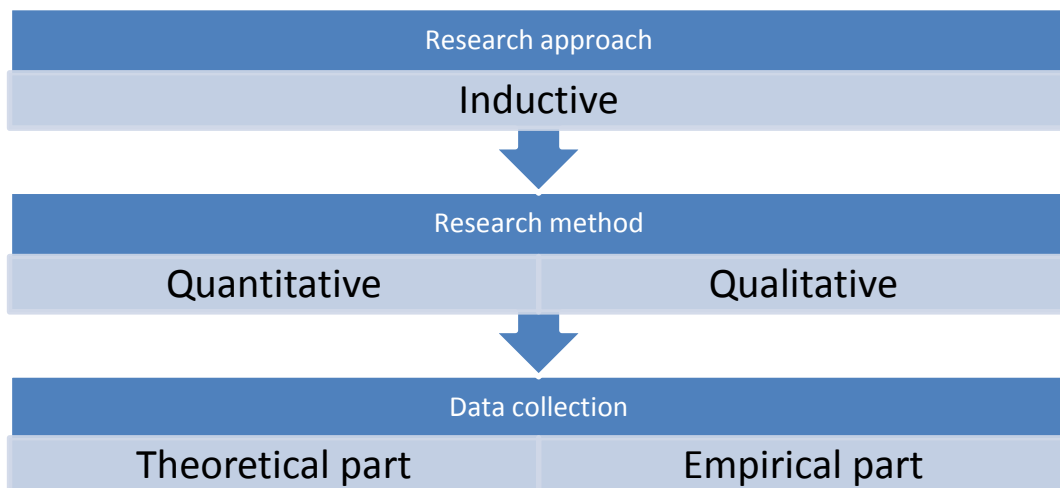 Research approach
Inductive
Research method
Quantitative Qualitative
Data collection
Theoretical part Empirical part